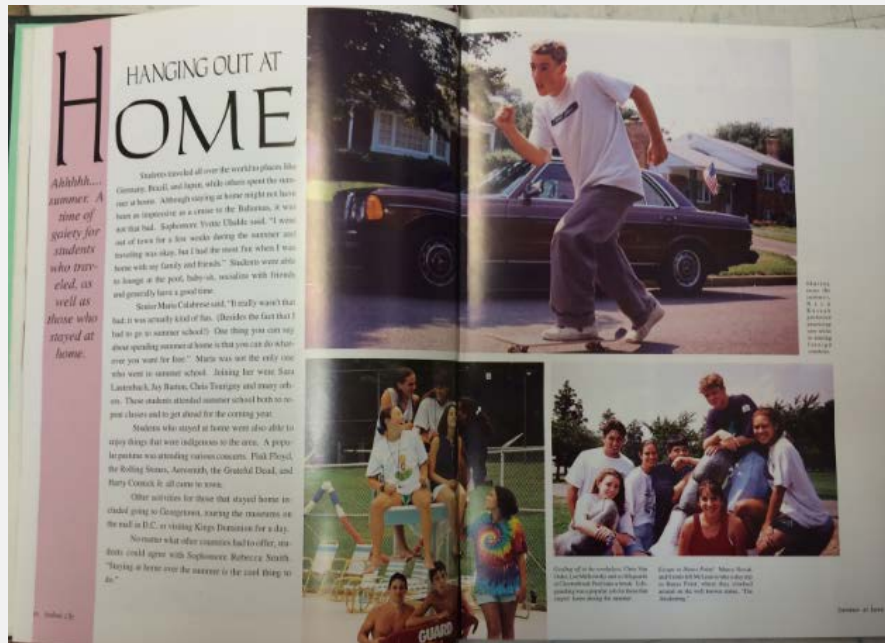 HANGING OUT AT
HOME
Ahhhhh....
summer. A
time of
gaiety for
students
who trav-
eled, as
well as
those who
stayed at
home.
Students traveled all over the world to places like
Germany, Brazil, and Japan, while others spent the sum-
mer at home. Although staying at home might not have
been as impressive as a cruise to the Bahamas, it was
not that bad. Sophomore Yvette Ubalde said, "I went
out of town for a few weeks during the summer and
traveling was okay, but I had the most fun when I was
home with my family and friends." Students were able
to lounge at the pool, baby-sit, socialize with friends
and generally have a good time.
Senior Maria Calabrese said, "It really wasn't that
bad; it was actually kind of fun. (Besides the fact that I
had to go to summer school!) One thing you can say
about spending summer at home is that you can do what-
ever you want for free." Maria was not the only one
who went to summer school. Joining her were Sara
Lautenback, Jay Barton, Chris and many oth-
ers. These students attended summer school both to re-
peat classes and to get ahead for the coming year.
Students who stayed at home were also able to
enjoy things that were indigenous to the area. A popu-
lar pastime was attending various concerts. Pink Floyd,
the Rolling Stones, Aerosmith, the Grateful Dead, and
Harry Connick Jr. all came to town.
Other activities for those that stayed home in-
cluded going to Georgetown, touring the museums on
the mall in D.C. or visiting Kings Dominion for a day.
No matter what other countries had to offer, stu-
dents could agree with Sophomore Rebecca Smith.
"Staying at home over the summer is the cool thing to
do."
GUARD